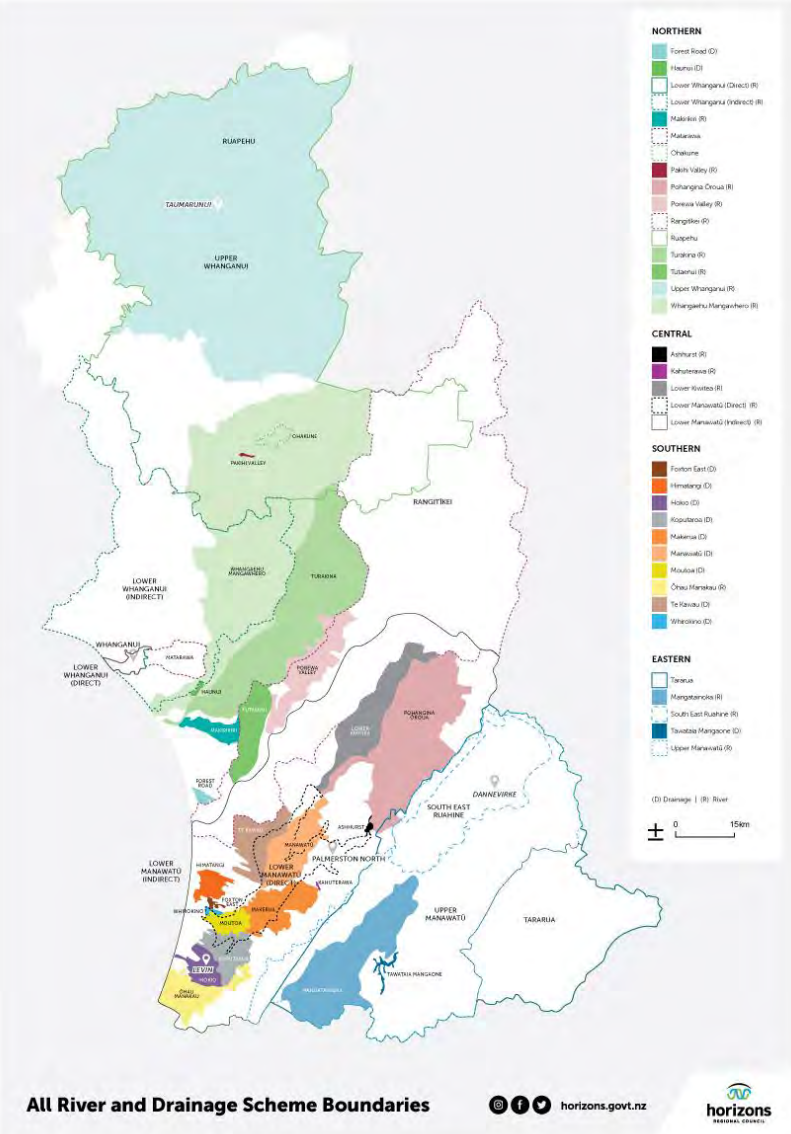 NORTHERN
Forest Road (D)
Haunui (D)
Lower Whanganui (Direct) (R)
Lower Whanganui (Indirect) (R)
Makirikiri (R)
Matarawa
Ohakune
Pakihi Valley (R)
Pohangina Ōroua (R)
Porewa Valley (R)
Rangitīkei (R)
Ruapehu
Turakina (R)
Tutaenui (R)
Upper Whanganui (R)
Whangaehu Mangawhero (R)
CENTRAL
Ashhurst (R)
Kahuterawa (R)
Lower Kiwitea (R)
Lower Manawatū (Direct) (R)
Lower Manawatū (Indirect) (R)
SOUTHERN
Foxton East (D)
Himatangi (D)
Hokio (D)
Koputaroa (D)
Makerua (D)
Manawatū (D)
Moutoa (D)
Ōhau Manakau (R)
Te Kawau (D)
Whirokino (D)
EASTERN
Tararua
Mangatainoka (R)
South East Ruahine (R)
Tawataia Mangaone (D)
Upper Manawatū (R)
(D) Drainage | (R) River
0 15km
RUAPEHU
TAUMARUNUI
UPPER
WHANGANUI
OHAKUNE
PAKIHI VALLEY
RANGITĪKEI
WHANGAEHU
MANGAWHERO
TURAKINA
LOWER
WHANGANUI
(INDIRECT)
WHANGANUI
MATARAWA
LOWER
WHANGANUI
(DIRECT)
POREWA
VALLEY
HAUNUI
TUTAENUI
MAKIRIKIRI
POHANGINA
OROUA
LOWER
KIWITEA
FOREST
ROAD
DANNEVIRKE
SOUTH EAST
RUAHINE
TE KAWAU
ASHHURST
MANAWATŪ
PALMERSTON NORTH
LOWER
MANAWATŪ
(INDIRECT)
HIMATANGI
LOWER
MANAWATŪ
(DIRECT)
KAHUTERAWA
FOXTON
EAST
WHIROKINO
MAKERUA
MOUTOA
UPPER
MANAWATŪ
TARARUA
KOPUTAROA
LEVIN
HOKIO
TAWATAIA MANGAONE
MANGATAINOKA
ŌHAU
MANAKAU
All River and Drainage Scheme Boundaries
horizons.govt.nz
horizons
REGIONAL COUNCIL